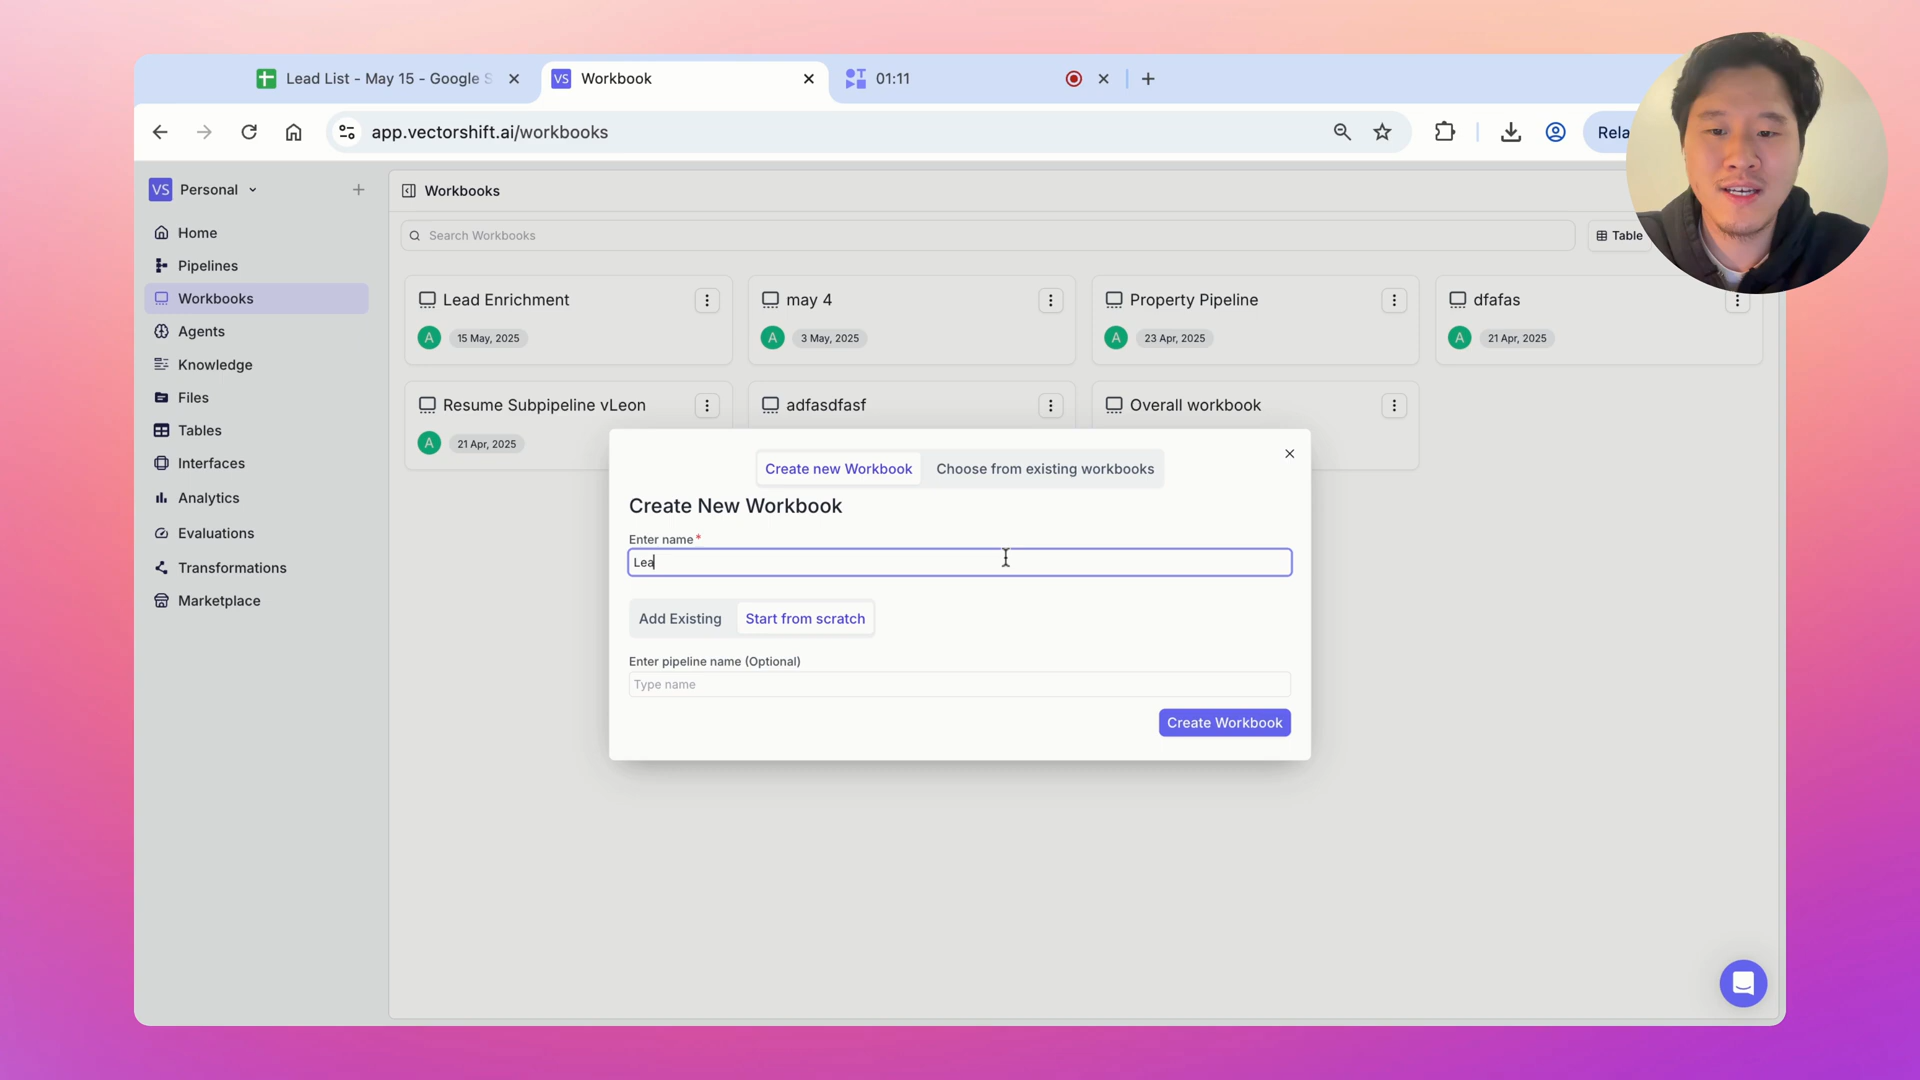 Lead List - May 15 - Google S
VS Workbook
01:11
app.vectorshift.ai/workbooks
Rela
VS Personal
Workbooks
Home
Search Workbooks
Table
Pipelines
Workbooks
Agents
Knowledge
Files
Tables
Interfaces
Analytics
Evaluations
Transformations
Marketplace
Lead Enrichment
A 15 May, 2025
may 4
A 3 May, 2025
Property Pipeline
A 23 Apr, 2025
dfafas
A 21 Apr, 2025
Resume Subpipeline vLeon
A 21 Apr, 2025
adfasdfasf
Overall workbook
Create new Workbook
Choose from existing workbooks
Create New Workbook
Enter name*
Lea
Add Existing
Start from scratch
Enter pipeline name (Optional)
Type name
Create Workbook